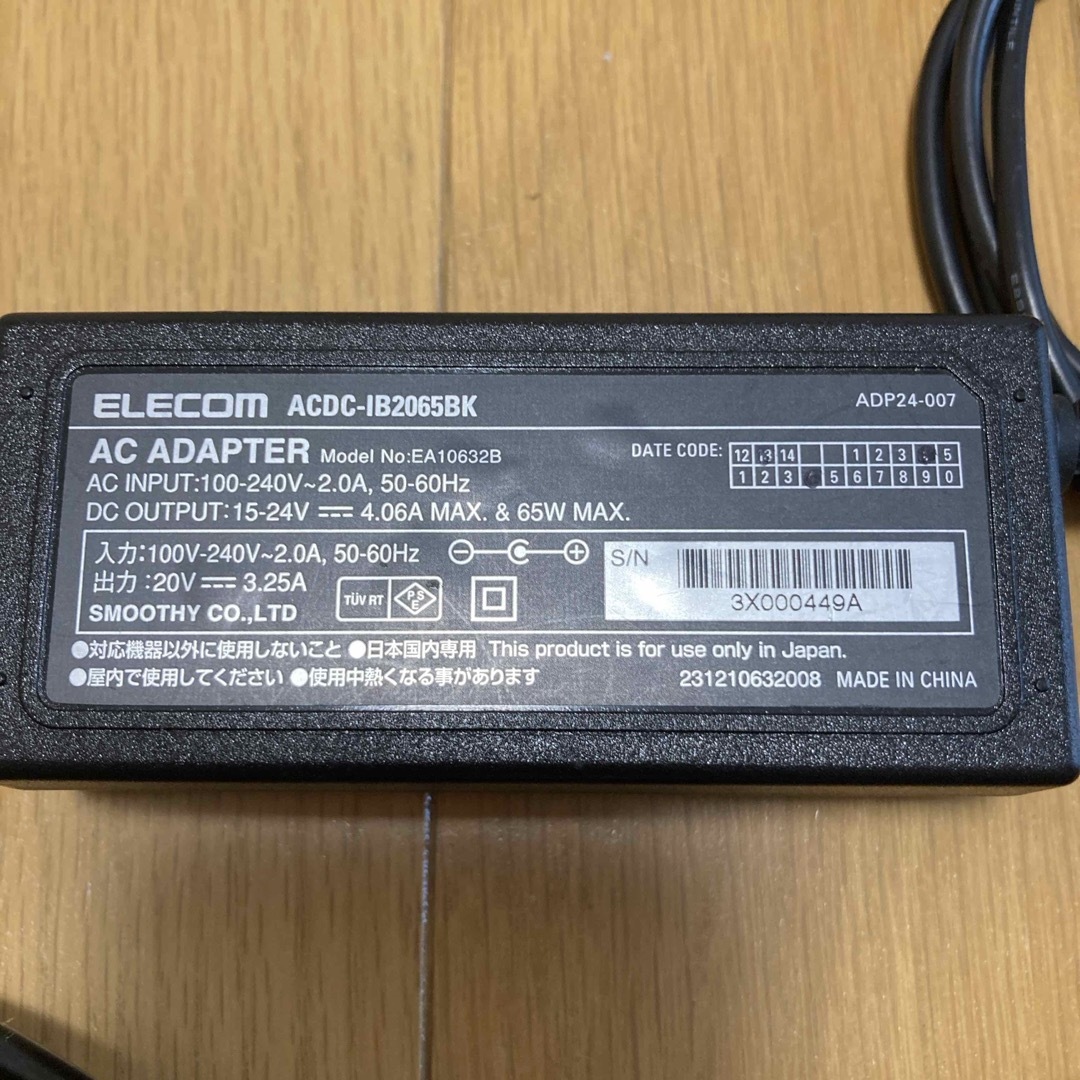 ELECOM ACDC-IB2065BK ADP24-007
AC ADAPTER Model No:EA10632B
DATE CODE: 12 13 14 1 2 3 4 5
1 2 3 5 6 7 8 9 0
AC INPUT:100-240V~2.0A, 50-60Hz
DC OUTPUT:15-24V ⎓ 4.06A MAX. & 65W MAX.
入力:100V-240V~2.0A, 50-60Hz
出力:20V ⎓ 3.25A
SMOOTHY CO.,LTD
TÜV RT PSE
S/N
3X000449A
●対応機器以外に使用しないこと ●日本国内専用 This product is for use only in Japan.
●屋内で使用してください ●使用中熱くなる事があります
231210632008 MADE IN CHINA